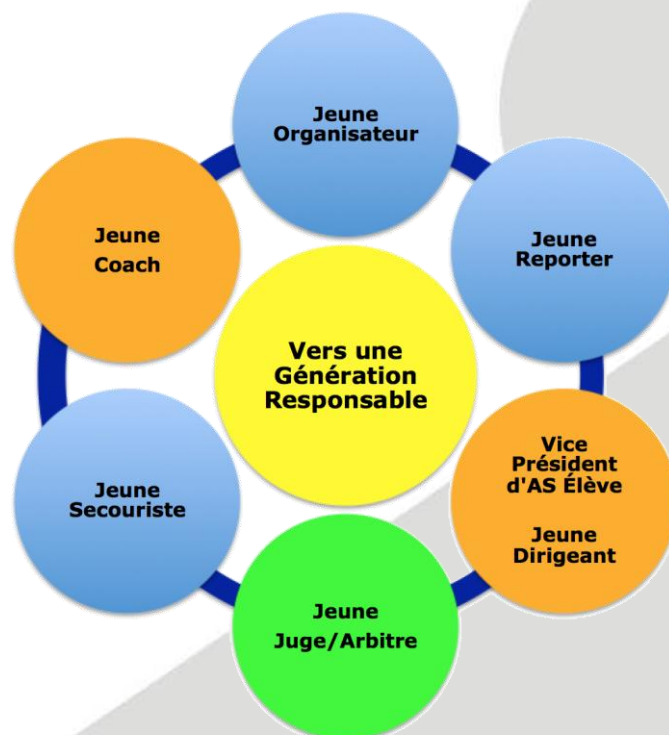 Jeune
Organisateur
Jeune
Coach
Jeune
Reporter
Vers une
Génération
Responsable
Jeune
Secouriste
Vice
Président
d'AS Élève
Jeune
Dirigeant
Jeune
Juge/Arbitre